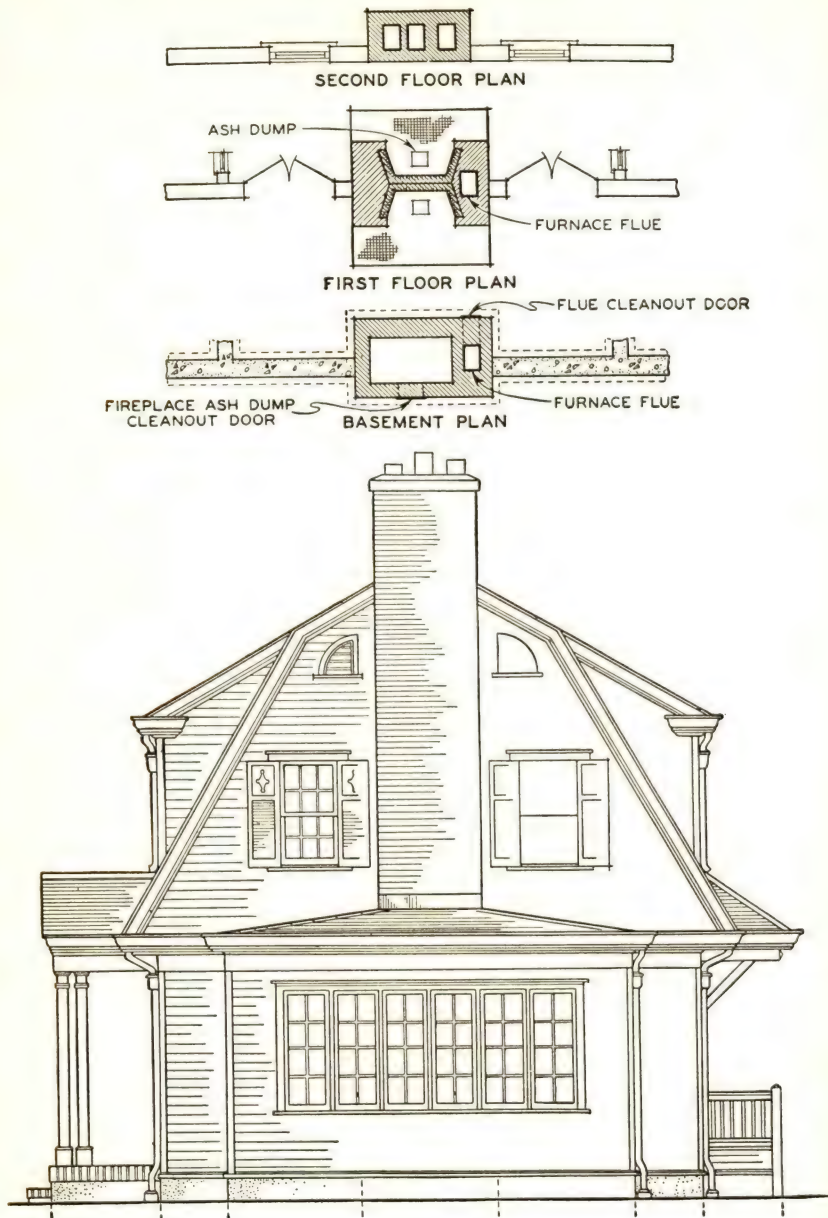 SECOND FLOOR PLAN
ASH DUMP
FURNACE FLUE
FIRST FLOOR PLAN
FLUE CLEANOUT DOOR
FIREPLACE ASH DUMP
CLEANOUT DOOR
BASEMENT PLAN
FURNACE FLUE